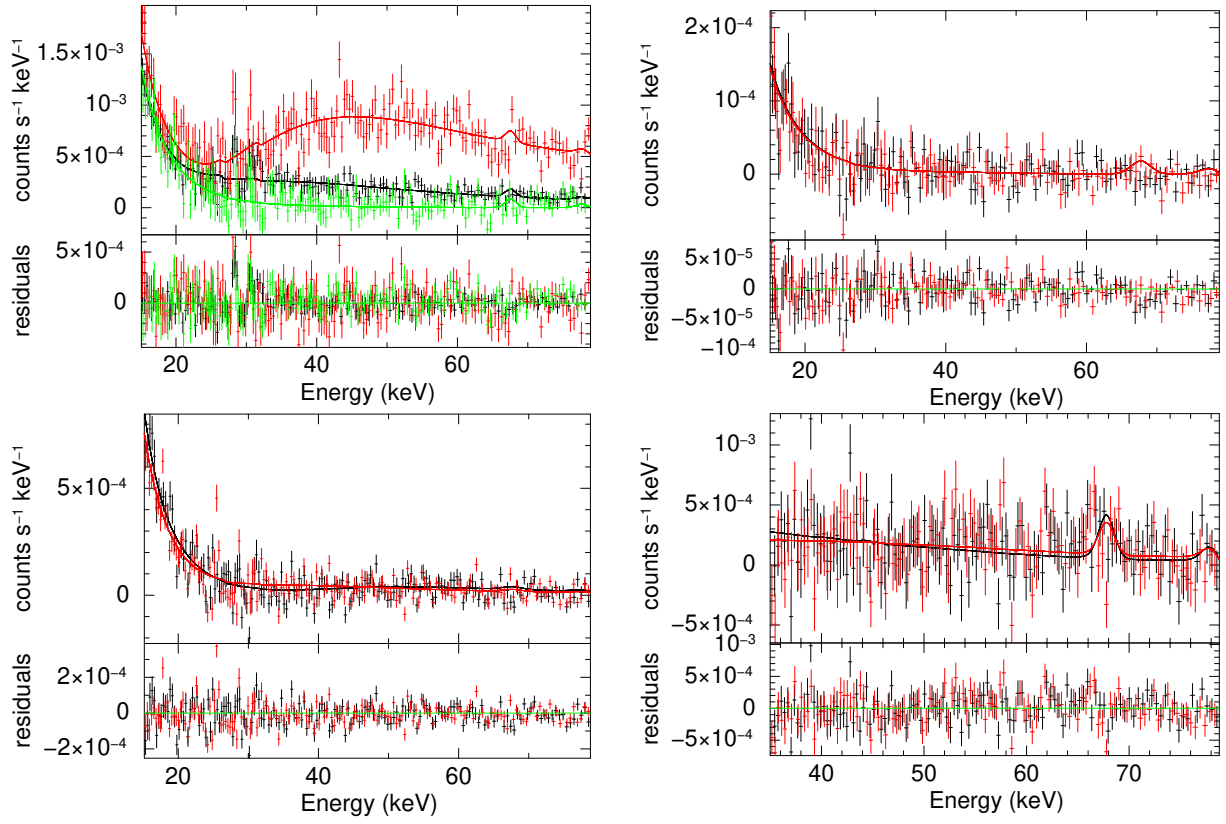 counts s⁻¹ keV⁻¹
1.5×10⁻³
10⁻³
5×10⁻⁴
0
residuals
5×10⁻⁴
0
20 40 60
Energy (keV)
counts s⁻¹ keV⁻¹
2×10⁻⁴
10⁻⁴
0
residuals
5×10⁻⁵
0
−5×10⁻⁵
−10⁻⁴
20 40 60
Energy (keV)
counts s⁻¹ keV⁻¹
5×10⁻⁴
0
residuals
2×10⁻⁴
0
−2×10⁻⁴
20 40 60
Energy (keV)
counts s⁻¹ keV⁻¹
10⁻³
5×10⁻⁴
0
−5×10⁻⁴
residuals
10⁻³
5×10⁻⁴
0
−5×10⁻⁴
40 50 60 70
Energy (keV)